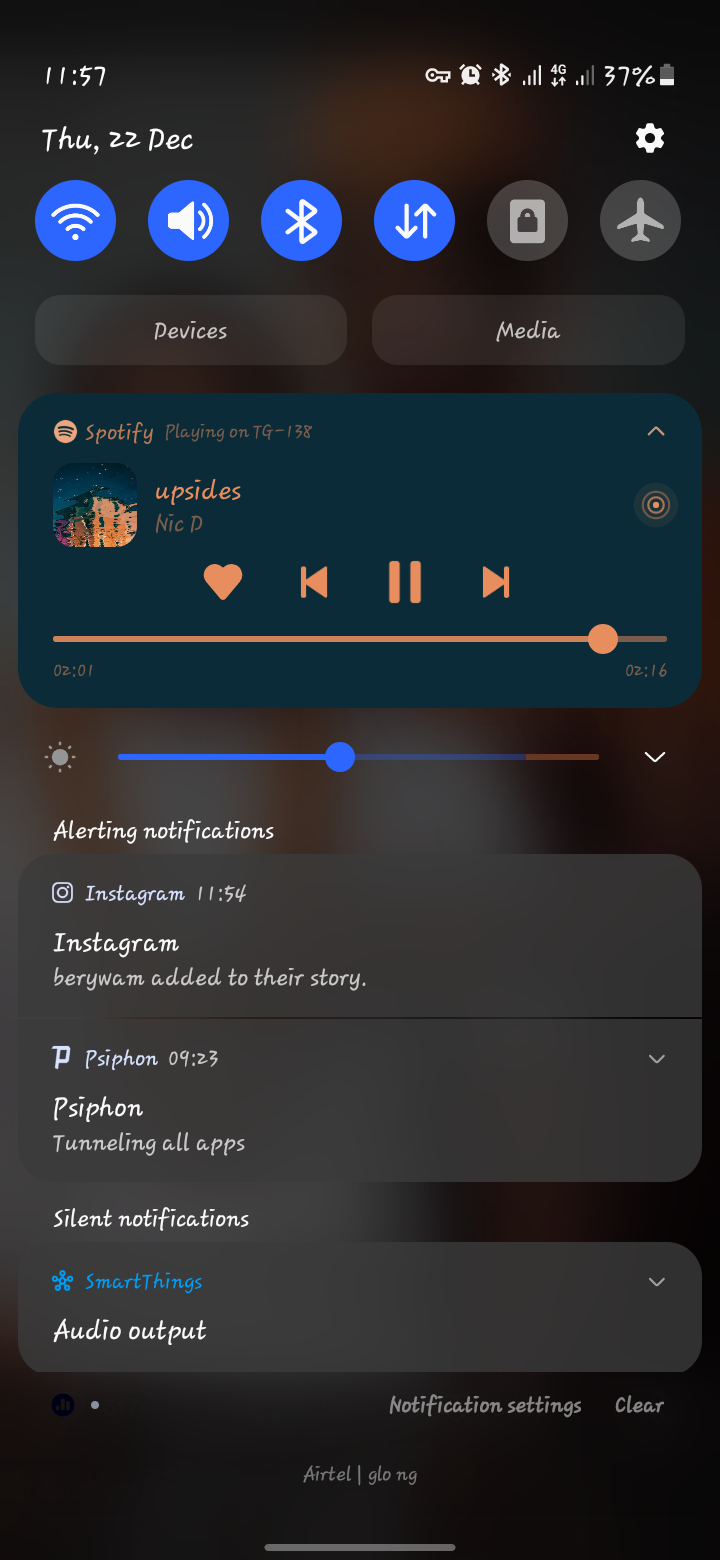 11:57
4G
37%
Thu, 22 Dec
Devices
Media
Spotify Playing on TG-138
upsides
Nic D
02:01
02:16
Alerting notifications
Instagram 11:54
Instagram
berywam added to their story.
Psiphon 09:23
Psiphon
Tunneling all apps
Silent notifications
SmartThings
Audio output
Notification settings
Clear
Airtel | glo ng